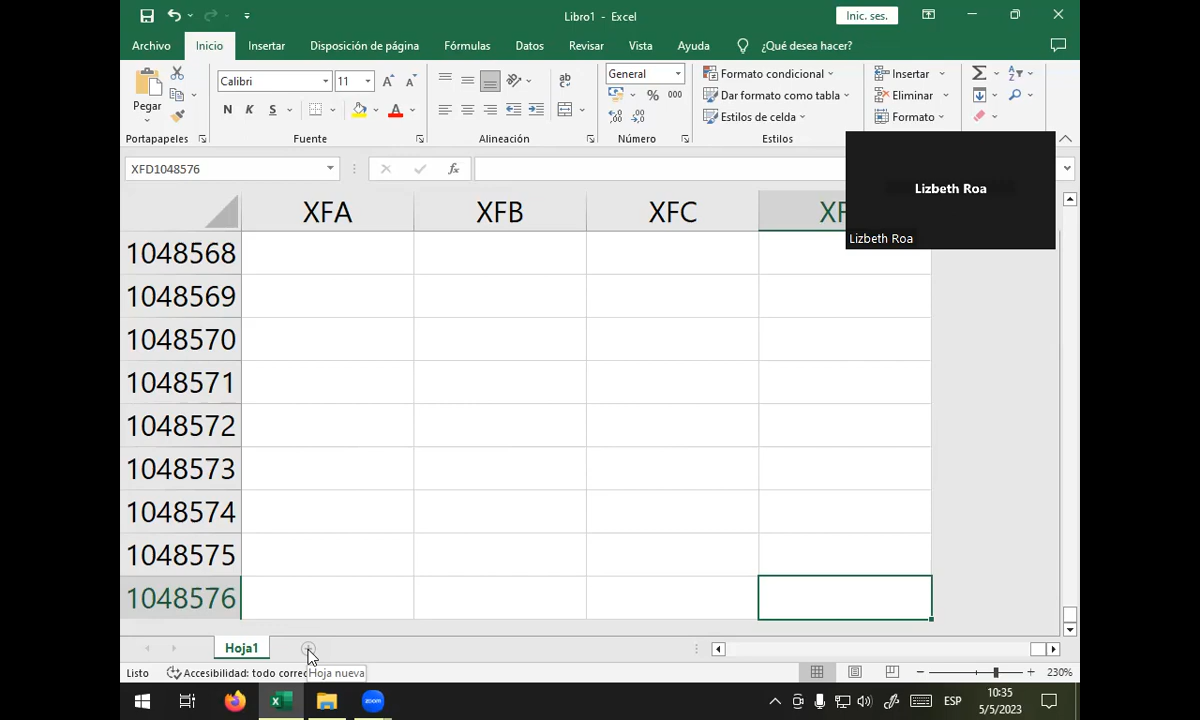 Libro1 - Excel
Inic. ses.
Archivo Inicio Insertar Disposición de página Fórmulas Datos Revisar Vista Ayuda ¿Qué desea hacer?
Pegar
Calibri 11
General
Formato condicional
Insertar
Dar formato como tabla
Eliminar
N K S
% 000
Estilos de celda
Formato
Portapapeles Fuente Alineación Número Estilos
XFD1048576
fx
Lizbeth Roa
Lizbeth Roa
XFA XFB XFC
1048568
1048569
1048570
1048571
1048572
1048573
1048574
1048575
1048576
Hoja1
Listo
Accesibilidad: todo correc
Hoja nueva
230%
zoom
ESP
10:35
5/5/2023